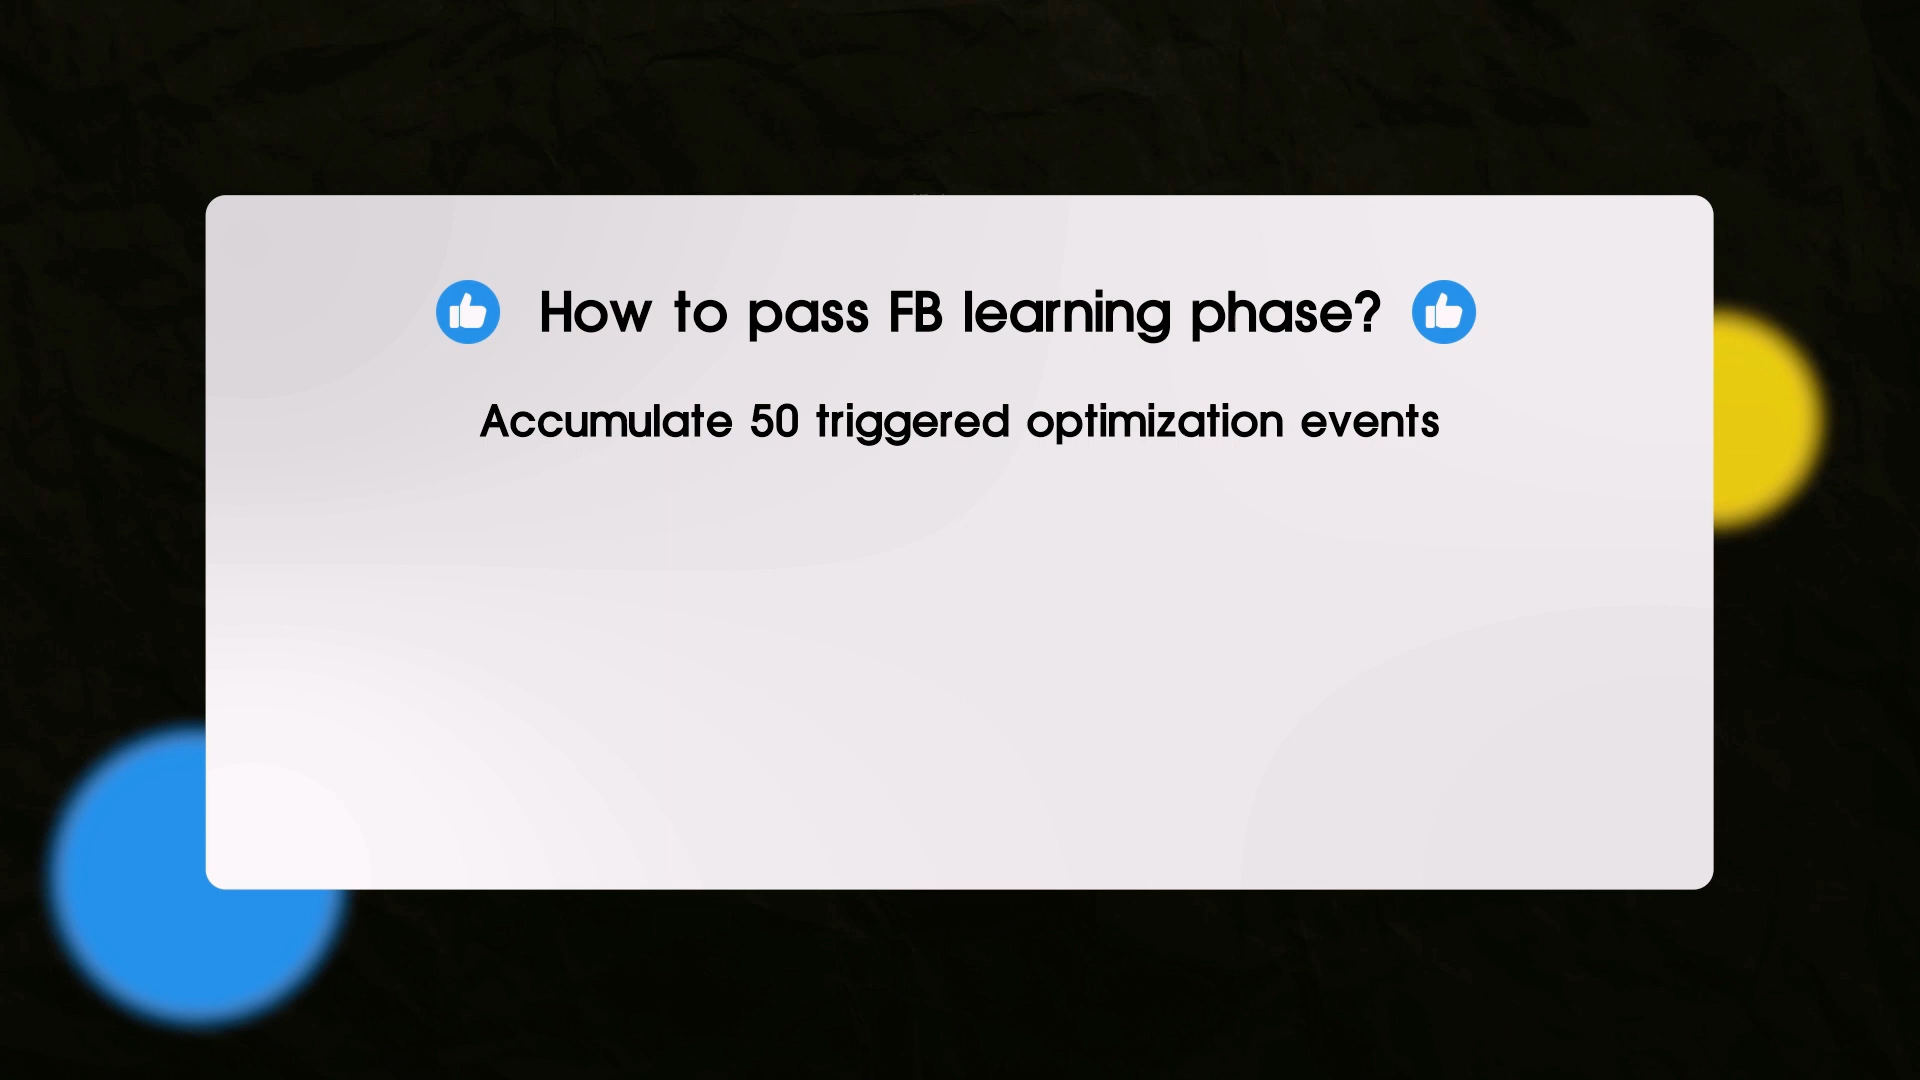 How to pass FB learning phase?
Accumulate 50 triggered optimization events